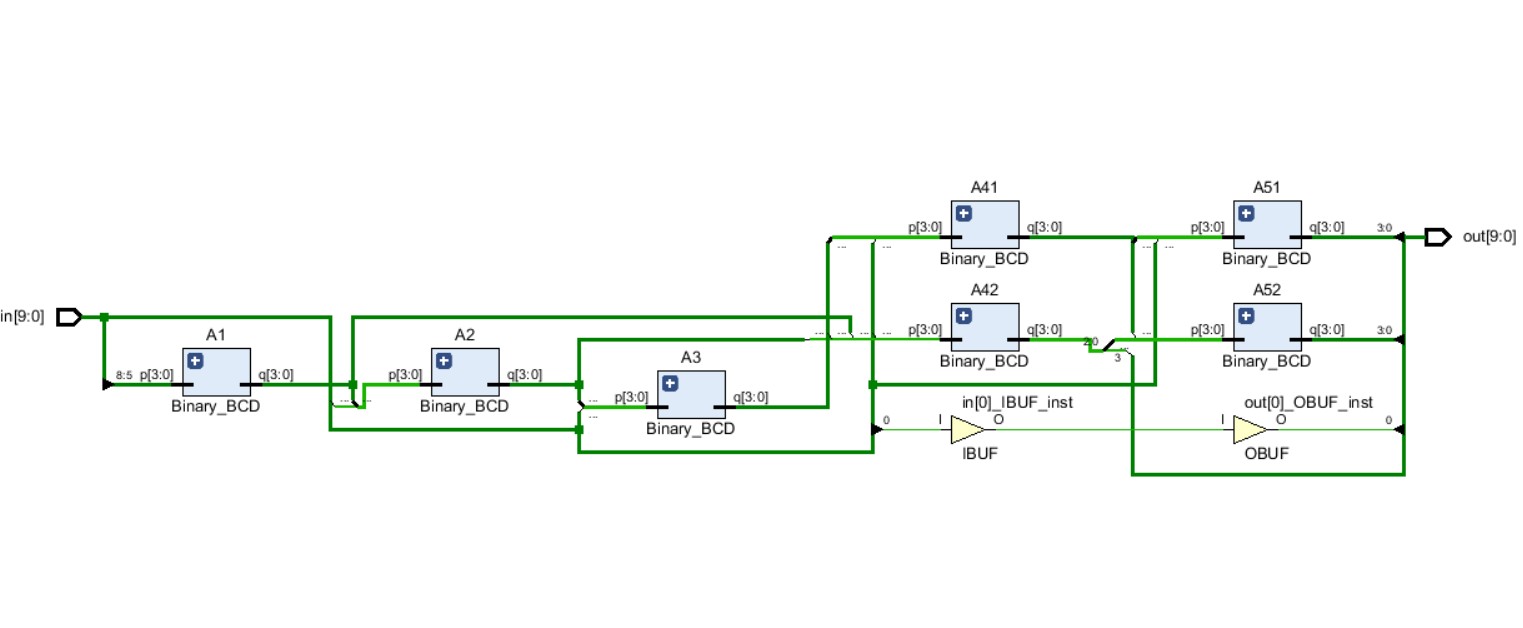 A41
A51
p[3:0]
q[3:0]
p[3:0]
q[3:0]
3:0
out[9:0]
Binary_BCD
Binary_BCD
A42
A52
in[9:0]
A1
A2
p[3:0]
q[3:0]
2:0
p[3:0]
q[3:0]
3:0
A3
3
Binary_BCD
Binary_BCD
8:5
p[3:0]
q[3:0]
p[3:0]
q[3:0]
p[3:0]
q[3:0]
in[0]_IBUF_inst
out[0]_OBUF_inst
Binary_BCD
Binary_BCD
Binary_BCD
0
I
O
I
O
0
IBUF
OBUF